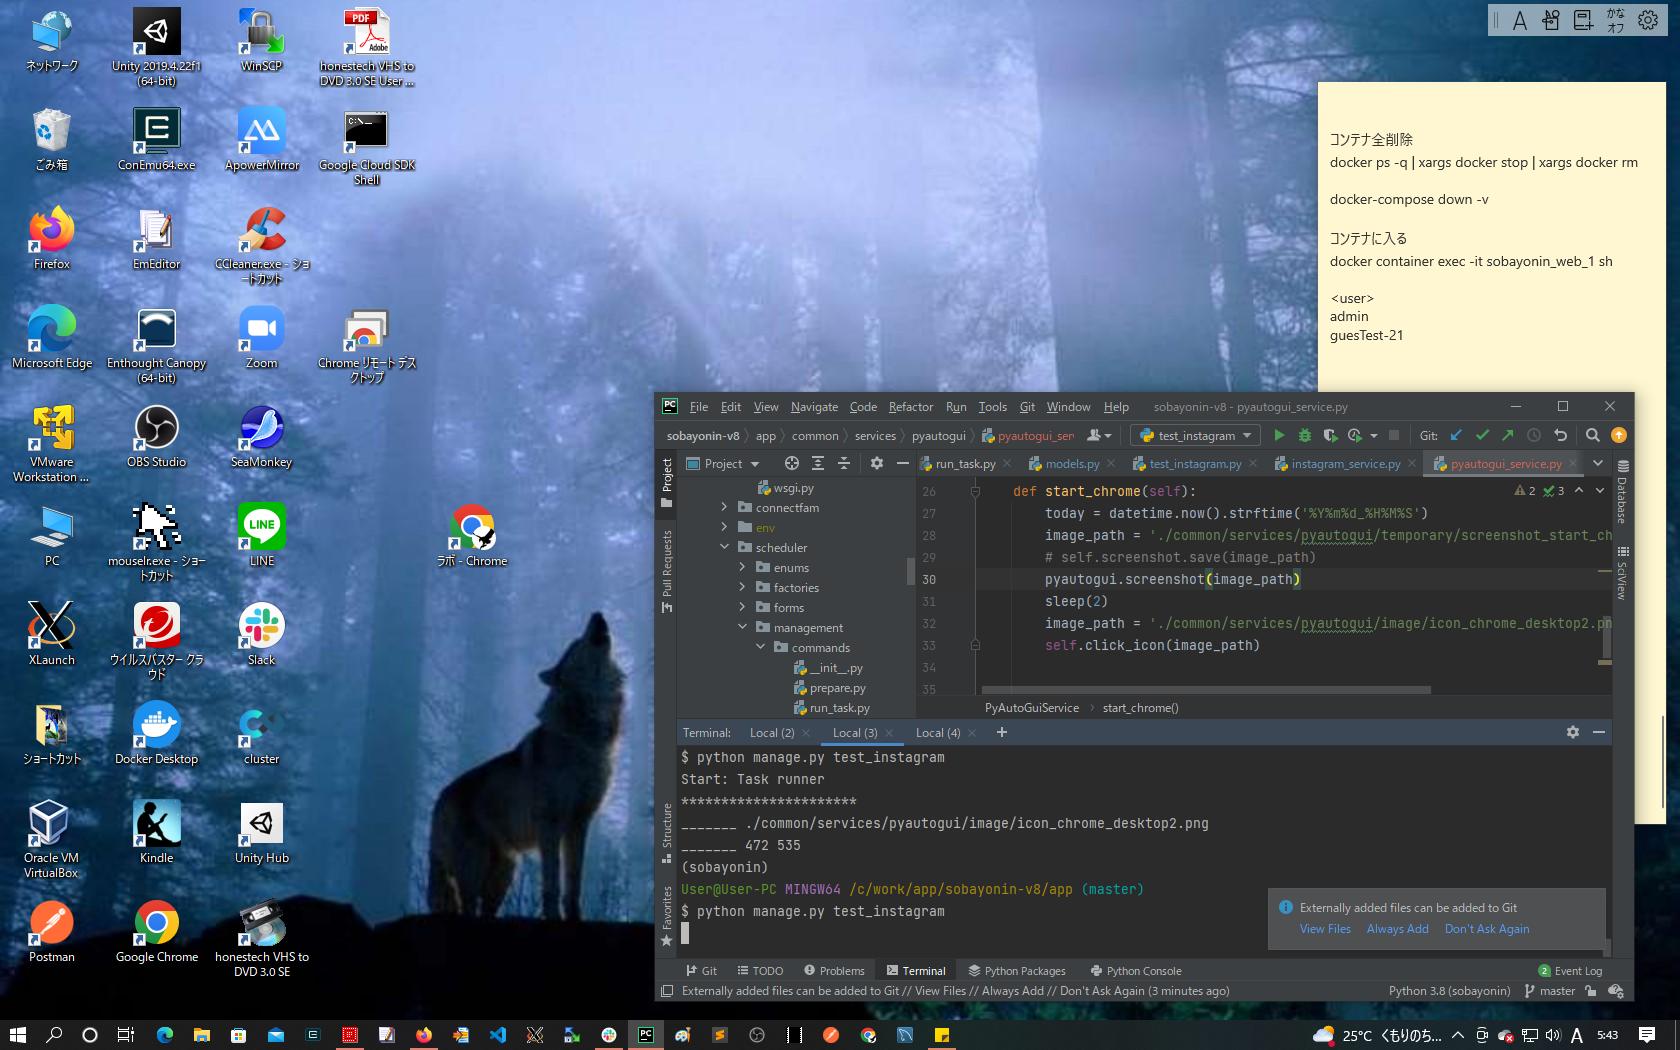 ネットワーク
Unity 2019.4.22f1
(64-bit)
WinSCP
honestech VHS to
DVD 3.0 SE User ...
ごみ箱
ConEmu64.exe
ApowerMirror
Google Cloud SDK
Shell
Firefox
EmEditor
CCleaner.exe - ショ
ートカット
Microsoft Edge
Enthought Canopy
(64-bit)
Zoom
Chrome リモート デス
クトップ
VMware
Workstation ...
OBS Studio
SeaMonkey
PC
mouselr.exe - ショー
トカット
LINE
ラボ - Chrome
XLaunch
ウイルスバスター クラ
ウド
Slack
ショートカット
Docker Desktop
cluster
Oracle VM
VirtualBox
Kindle
Unity Hub
Postman
Google Chrome
honestech VHS to
DVD 3.0 SE
A かな
オフ
コンテナ全削除
docker ps -q | xargs docker stop | xargs docker rm
docker-compose down -v
コンテナに入る
docker container exec -it sobayonin_web_1 sh
<user>
admin
guesTest-21
PC File Edit View Navigate Code Refactor Run Tools Git Window Help sobayonin-v8 - pyautogui_service.py
sobayonin-v8 app common services pyautogui pyautogui_ser test_instagram Git:
Project
run_task.py models.py test_instagram.py instagram_service.py pyautogui_service.py
Project
Pull Requests
Structure
Favorites
wsgi.py
connectfam
env
scheduler
enums
factories
forms
management
commands
__init__.py
prepare.py
run_task.py
26 def start_chrome(self):
27 today = datetime.now().strftime('%Y%m%d_%H%M%S')
28 image_path = './common/services/pyautogui/temporary/screenshot_start_ch
29 # self.screenshot.save(image_path)
30 pyautogui.screenshot(image_path)
31 sleep(2)
32 image_path = './common/services/pyautogui/image/icon_chrome_desktop2.pn
33 self.click_icon(image_path)
34
35
2 3
Database
SciView
PyAutoGuiService start_chrome()
Terminal: Local (2) Local (3) Local (4) +
$ python manage.py test_instagram
Start: Task runner
**********************
_______ ./common/services/pyautogui/image/icon_chrome_desktop2.png
_______ 472 535
(sobayonin)
User@User-PC MINGW64 /c/work/app/sobayonin-v8/app (master)
$ python manage.py test_instagram
Externally added files can be added to Git
View Files Always Add Don't Ask Again
Git TODO Problems Terminal Python Packages Python Console 2 Event Log
Externally added files can be added to Git // View Files // Always Add // Don't Ask Again (3 minutes ago) Python 3.8 (sobayonin) master
25°C くもりのち... A 5:43